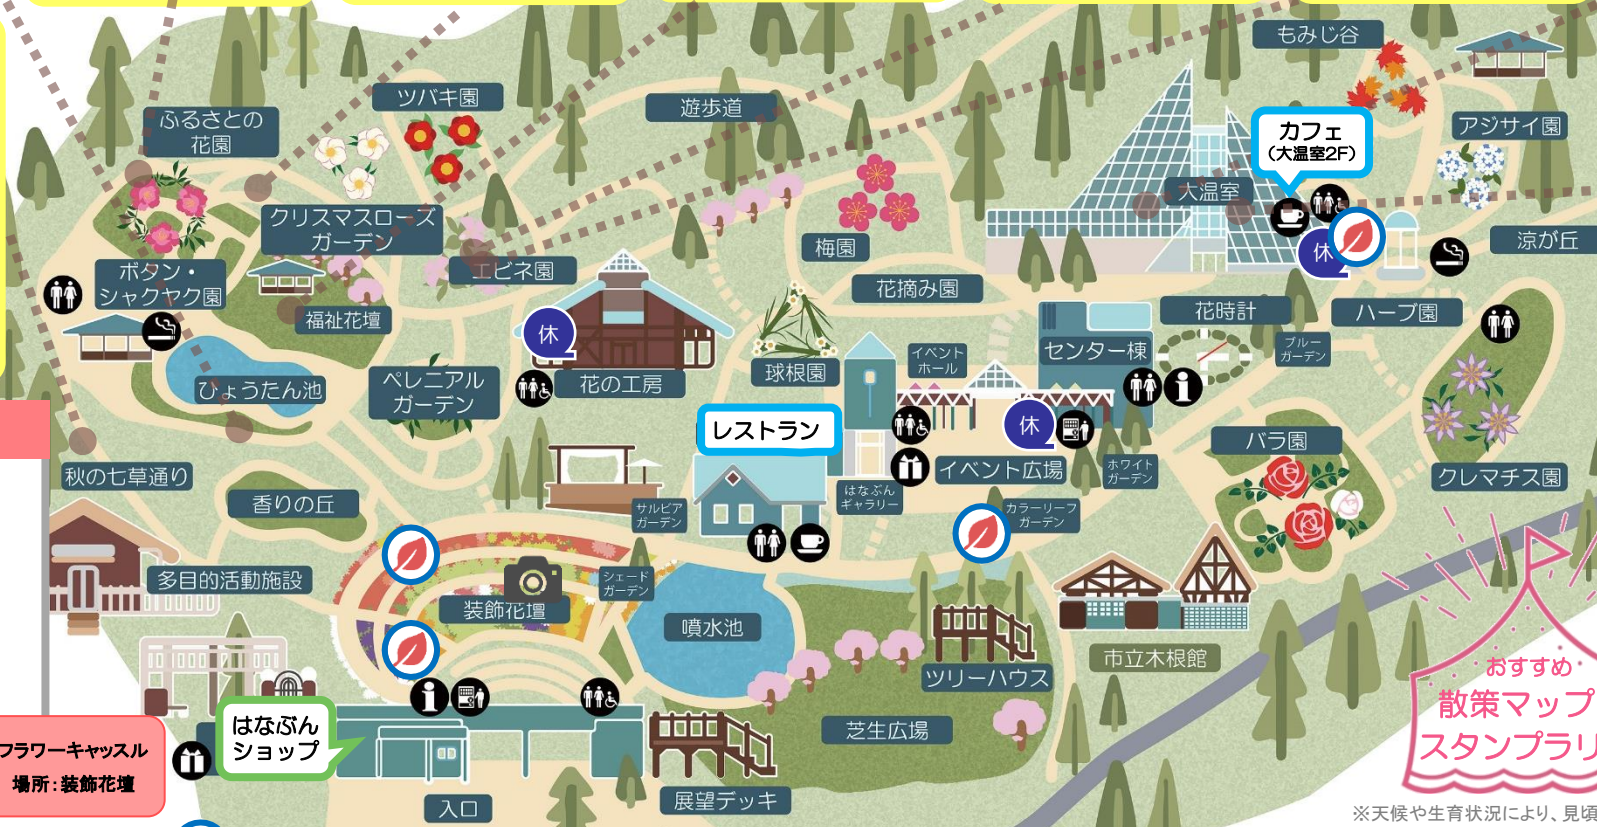 もみじ谷
ツバキ園
遊歩道
ふるさとの
花園
カフェ
(大温室2F)
アジサイ園
大温室
クリスマスローズ
ガーデン
梅園
涼が丘
休
ボタン・
シャクヤク園
エビネ園
花摘み園
福祉花壇
休
花時計
ハーブ園
センター棟
ブルー
ガーデン
イベント
ホール
球根園
ひょうたん池
ペレニアル
ガーデン
花の工房
レストラン
休
バラ園
秋の七草通り
イベント広場
ホワイト
ガーデン
クレマチス園
香りの丘
はなぶん
ギャラリー
サルビア
ガーデン
カラーリーフ
ガーデン
多目的活動施設
シェード
ガーデン
装飾花壇
噴水池
市立木根館
ツリーハウス
おすすめ
散策マップ
スタンプラリ
はなぶん
ショップ
芝生広場
フラワーキャッスル
場所:装飾花壇
入口
展望デッキ
※天候や生育状況により、見頃